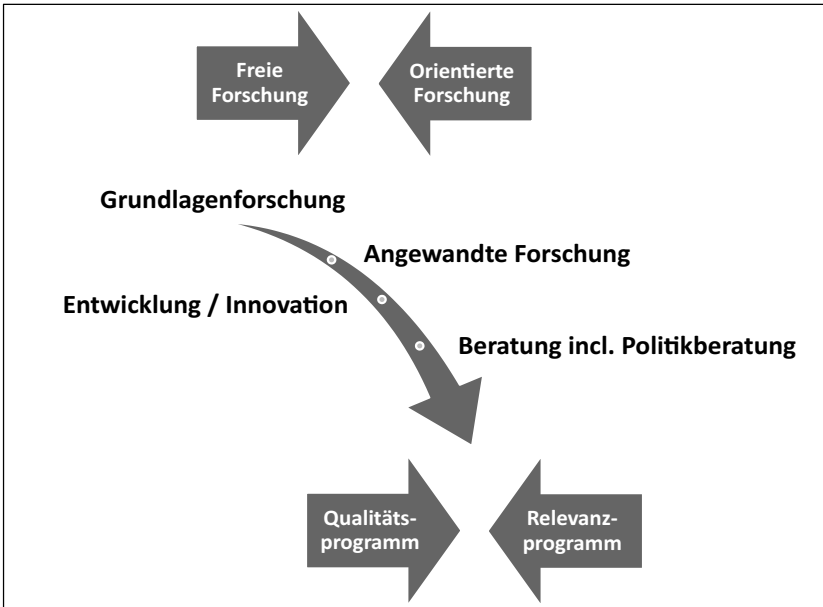 Freie
Forschung
Orientierte
Forschung
Grundlagenforschung
Angewandte Forschung
Entwicklung / Innovation
Beratung incl. Politikberatung
Qualitäts-
programm
Relevanz-
programm